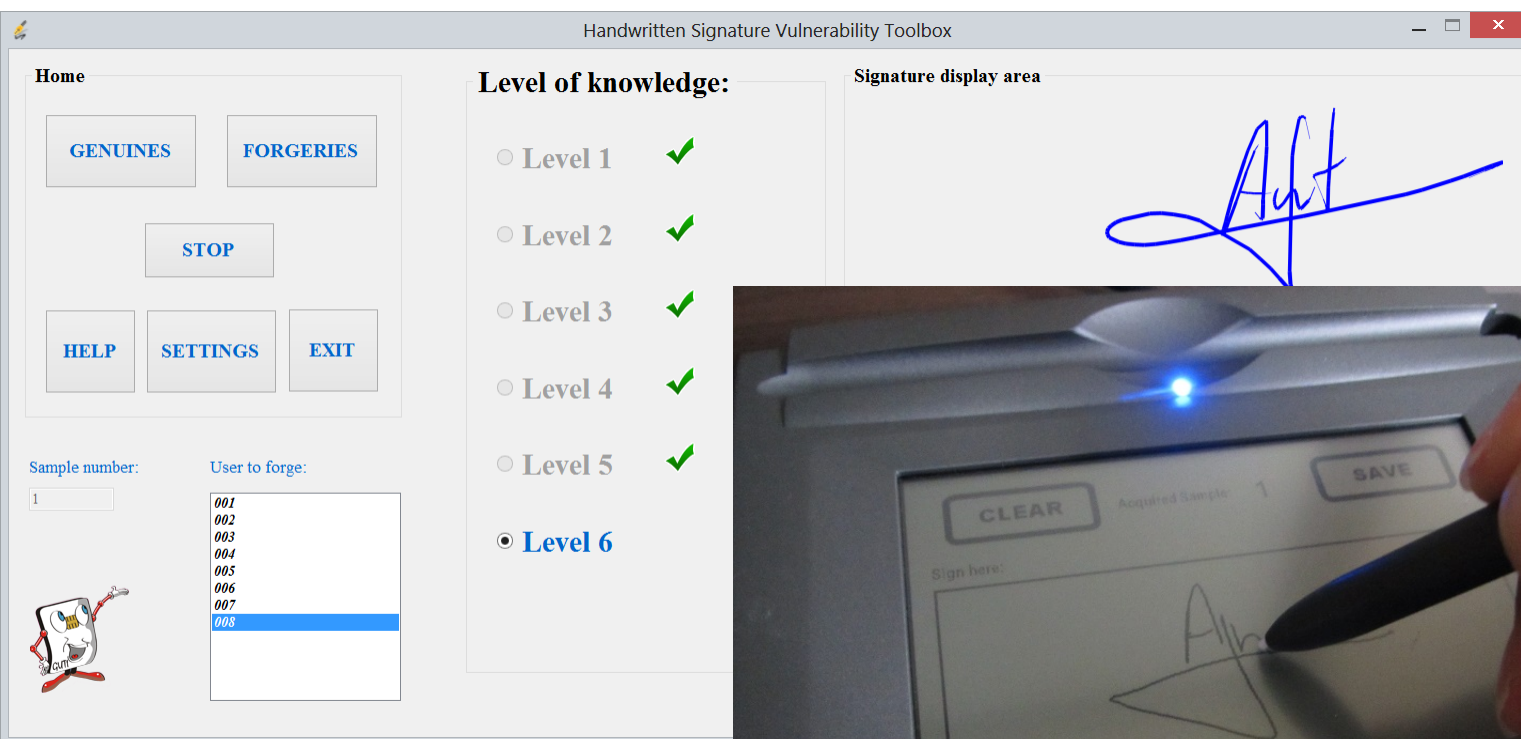 Handwritten Signature Vulnerability Toolbox
Home
GENUINES
FORGERIES
STOP
HELP
SETTINGS
EXIT
Sample number:
1
User to forge:
001
002
003
004
005
006
007
008
GUTI
Level of knowledge:
Level 1
Level 2
Level 3
Level 4
Level 5
Level 6
Signature display area
CLEAR
Acquired Sample: 1
SAVE
Sign here: